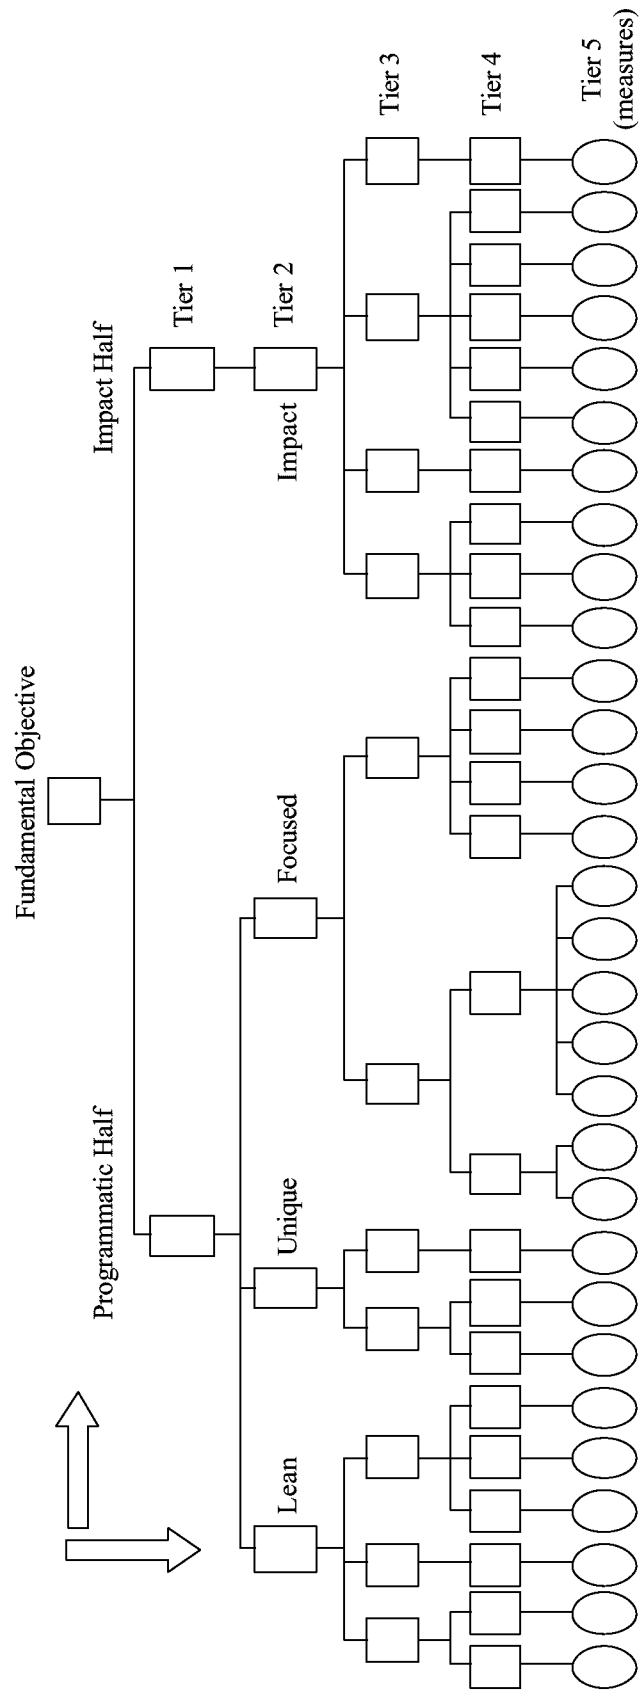 Fundamental Objective
Programmatic Half
Impact Half
Tier 1
Lean
Unique
Focused
Impact
Tier 2
Tier 3
Tier 4
Tier 5
(measures)